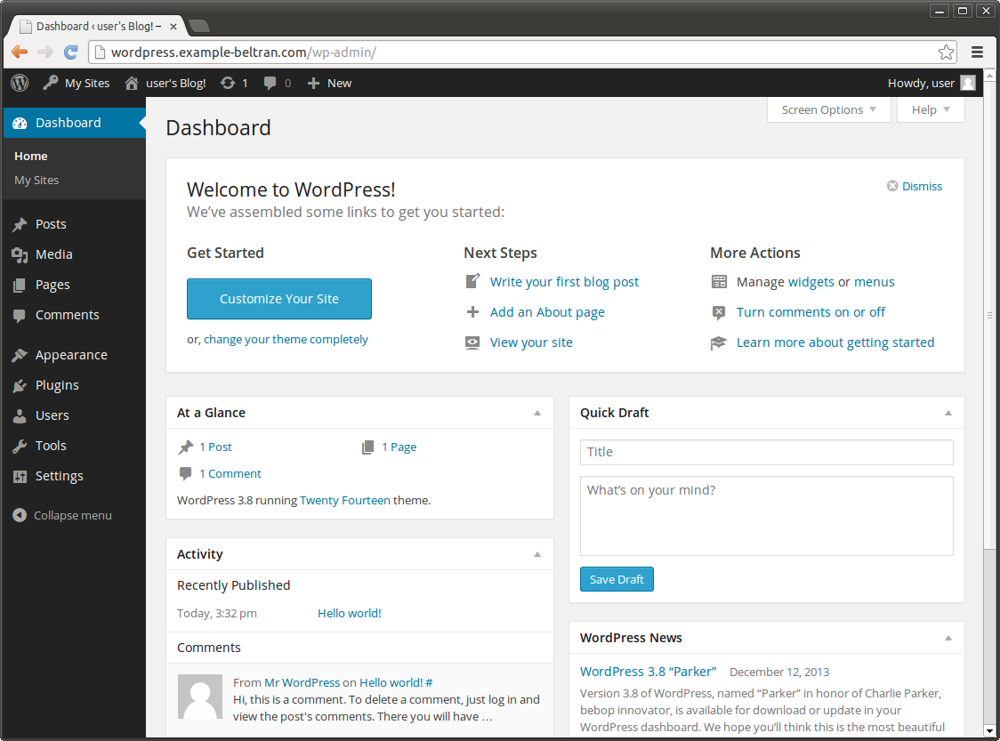 Dashboard ‹ user's Blog! —
wordpress.example-beltran.com/wp-admin/
My Sites user's Blog! 1 0 New Howdy, user
Screen Options Help
Dashboard
Home
My Sites
Posts
Media
Pages
Comments
Appearance
Plugins
Users
Tools
Settings
Collapse menu
Dashboard
Welcome to WordPress!
Dismiss
We've assembled some links to get you started:
Get Started
Customize Your Site
or, change your theme completely
Next Steps
Write your first blog post
Add an About page
View your site
More Actions
Manage widgets or menus
Turn comments on or off
Learn more about getting started
At a Glance
1 Post 1 Page
1 Comment
WordPress 3.8 running Twenty Fourteen theme.
Activity
Recently Published
Today, 3:32 pm Hello world!
Comments
From Mr WordPress on Hello world! #
Hi, this is a comment. To delete a comment, just log in and
view the post's comments. There you will have …
Quick Draft
Title
What's on your mind?
Save Draft
WordPress News
WordPress 3.8 “Parker” December 12, 2013
Version 3.8 of WordPress, named “Parker” in honor of Charlie Parker,
bebop innovator, is available for download or update in your
WordPress dashboard. We hope you'll think this is the most beautiful